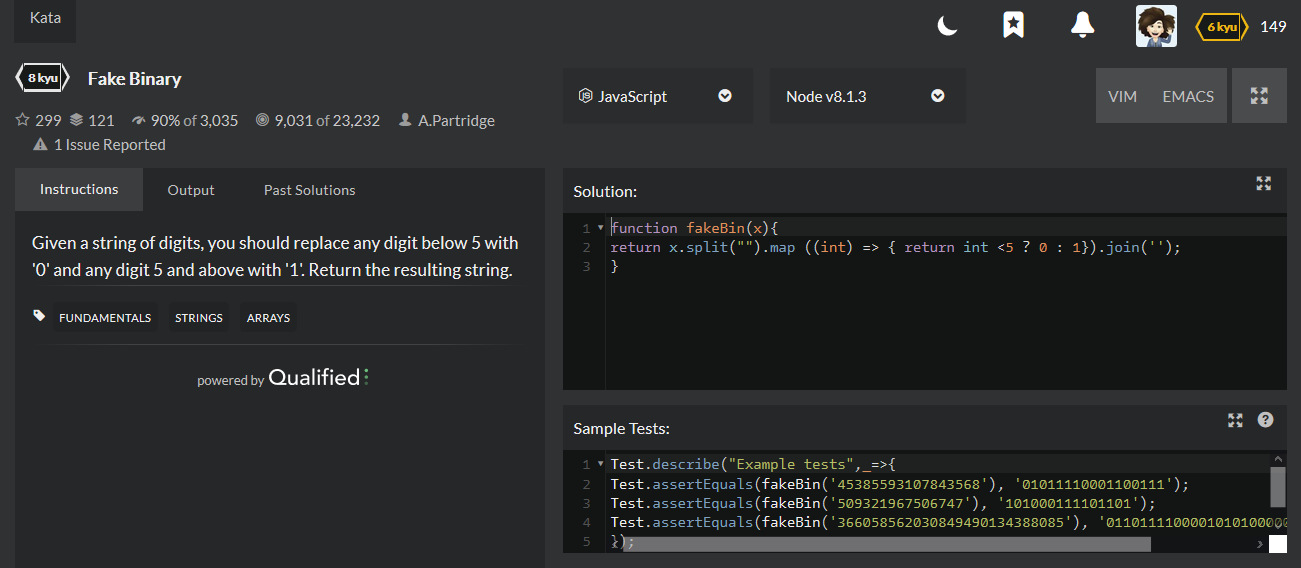 Kata
6 kyu 149
8 kyu Fake Binary
JavaScript
Node v8.1.3
VIM EMACS
299 121 90% of 3,035 9,031 of 23,232 A.Partridge
1 Issue Reported
Instructions Output Past Solutions
Given a string of digits, you should replace any digit below 5 with
'0' and any digit 5 and above with '1'. Return the resulting string.
FUNDAMENTALS STRINGS ARRAYS
powered by Qualified
Solution:
1 function fakeBin(x){
2 return x.split("").map ((int) => { return int <5 ? 0 : 1}).join('');
3 }
Sample Tests:
1 Test.describe("Example tests",_=>{
2 Test.assertEquals(fakeBin('45385593107843568'), '01011110001100111');
3 Test.assertEquals(fakeBin('509321967506747'), '101000111101101');
4 Test.assertEquals(fakeBin('366058562030849490134388085'), '011011110000101010000
5 });